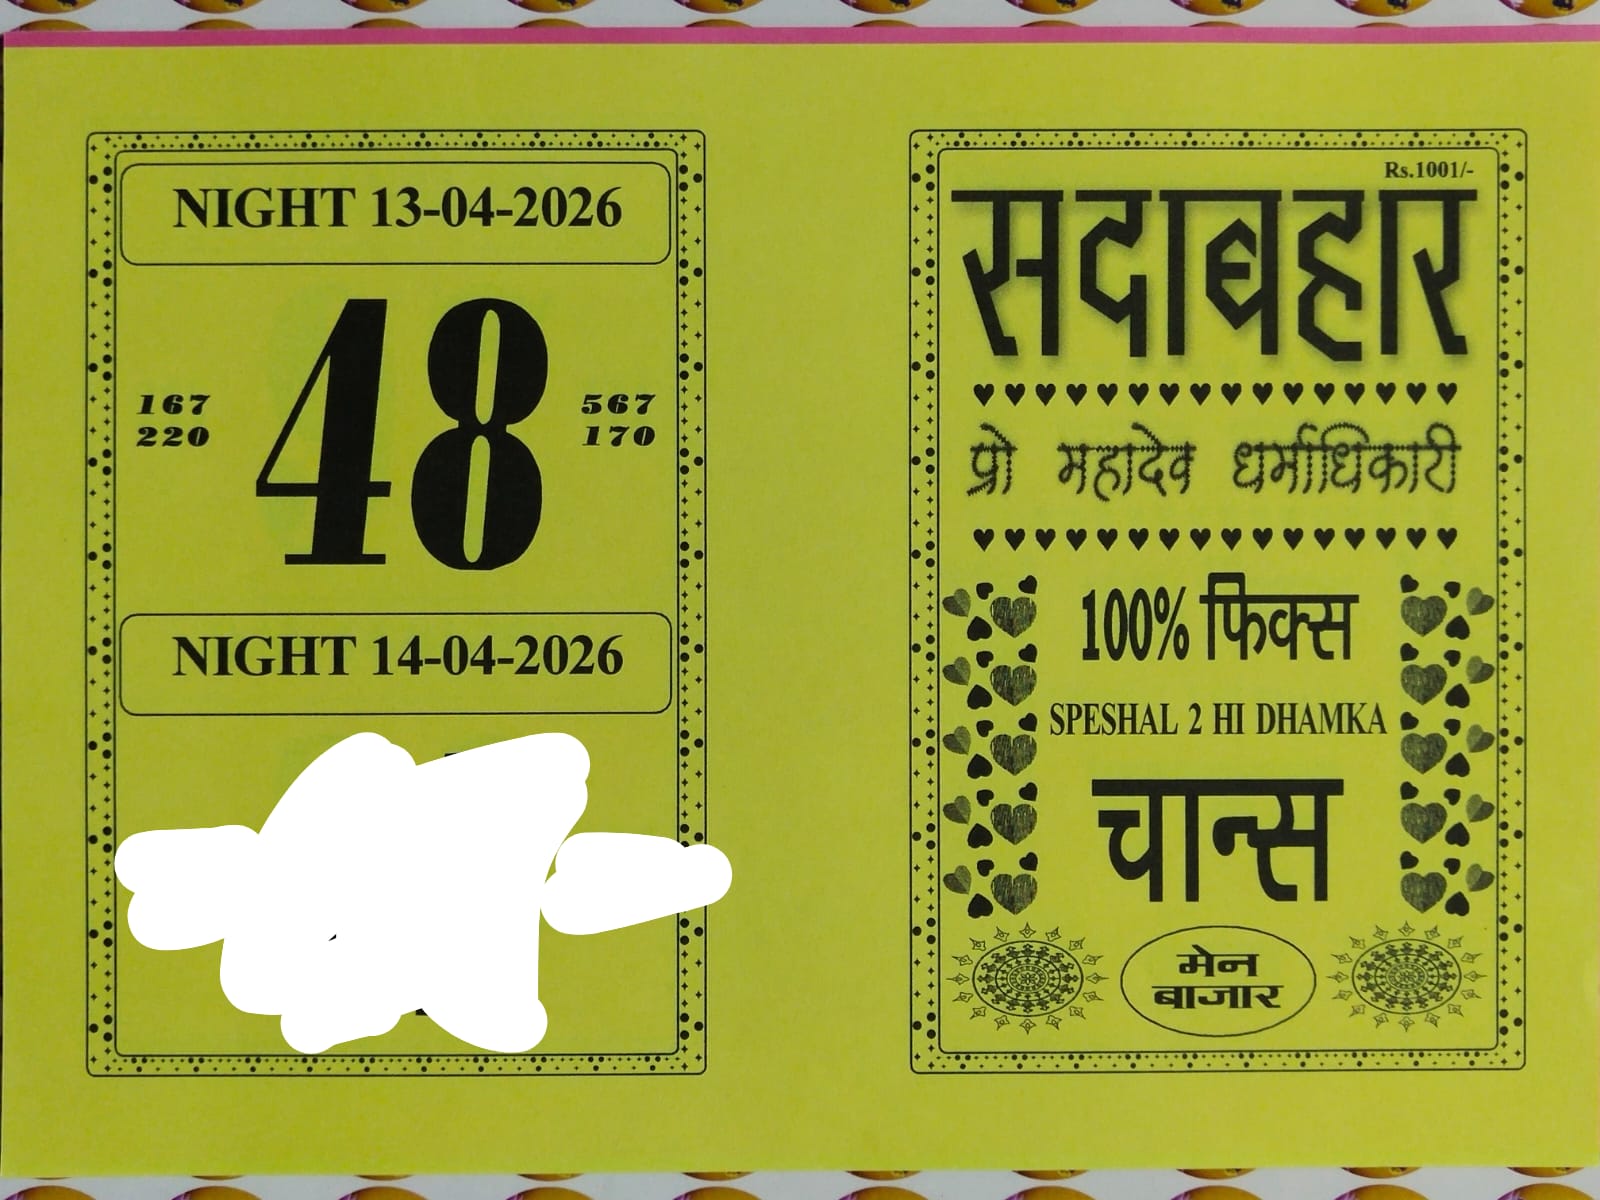 NIGHT 13-04-2026
48
167
220
567
170
NIGHT 14-04-2026
Rs.1001/-
सदाबहार
प्रो महादेव धर्माधिकारी
100% फिक्स
SPESHAL 2 HI DHAMKA
चान्स
मेन
बाजार